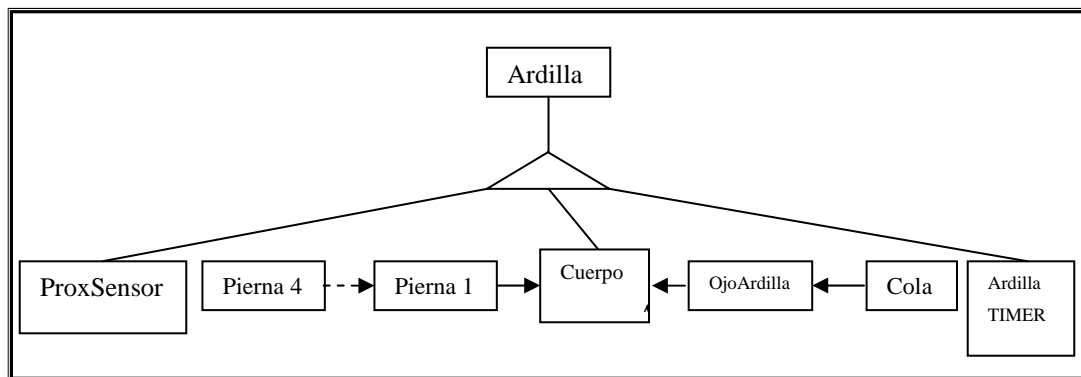 Ardilla
ProxSensor
Pierna 4
Pierna 1
Cuerpo
OjoArdilla
Cola
Ardilla
TIMER